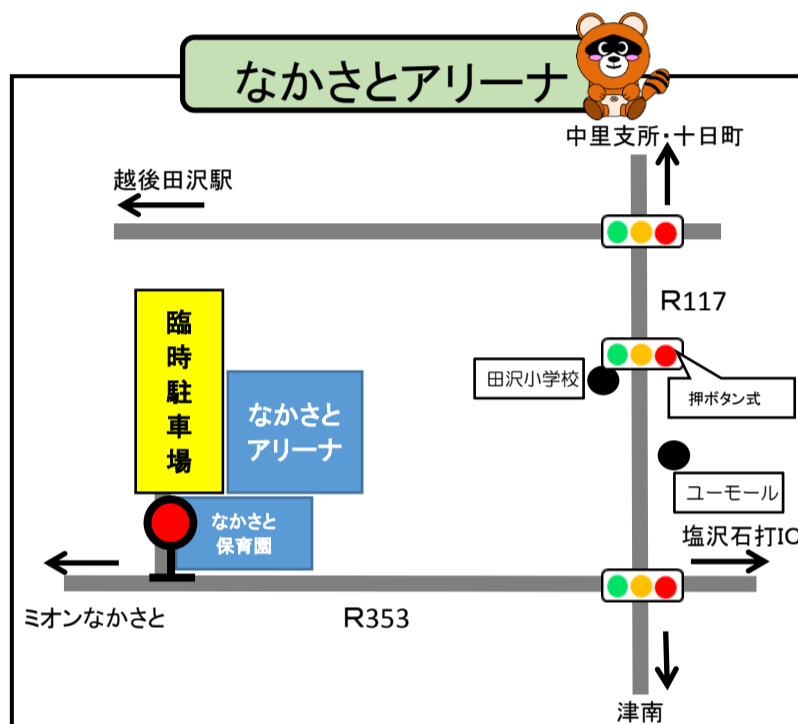 なかさとアリーナ
中里支所・十日町
越後田沢駅
R117
臨時駐車場
田沢小学校
押ボタン式
なかさと
アリーナ
ユーモール
なかさと
保育園
塩沢石打IC
ミオンなかさと
R353
津南